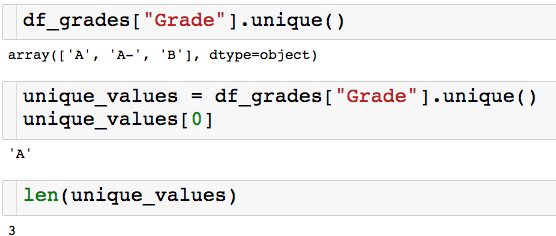 df_grades["Grade"].unique()
array(['A', 'A-', 'B'], dtype=object)
unique_values = df_grades["Grade"].unique()
unique_values[0]
'A'
len(unique_values)
3